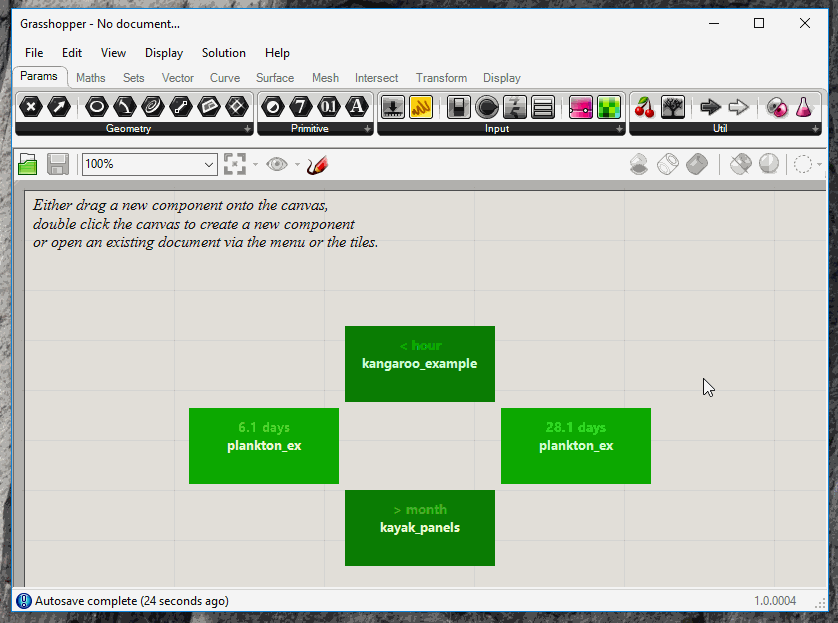 Grasshopper - No document...
File Edit View Display Solution Help
Params Maths Sets Vector Curve Surface Mesh Intersect Transform Display
7 0.1 A
Geometry Primitive Input Util
100%
Either drag a new component onto the canvas,
double click the canvas to create a new component
or open an existing document via the menu or the tiles.
< hour
kangaroo_example
6.1 days
plankton_ex
28.1 days
plankton_ex
> month
kayak_panels
Autosave complete (24 seconds ago)
1.0.0004